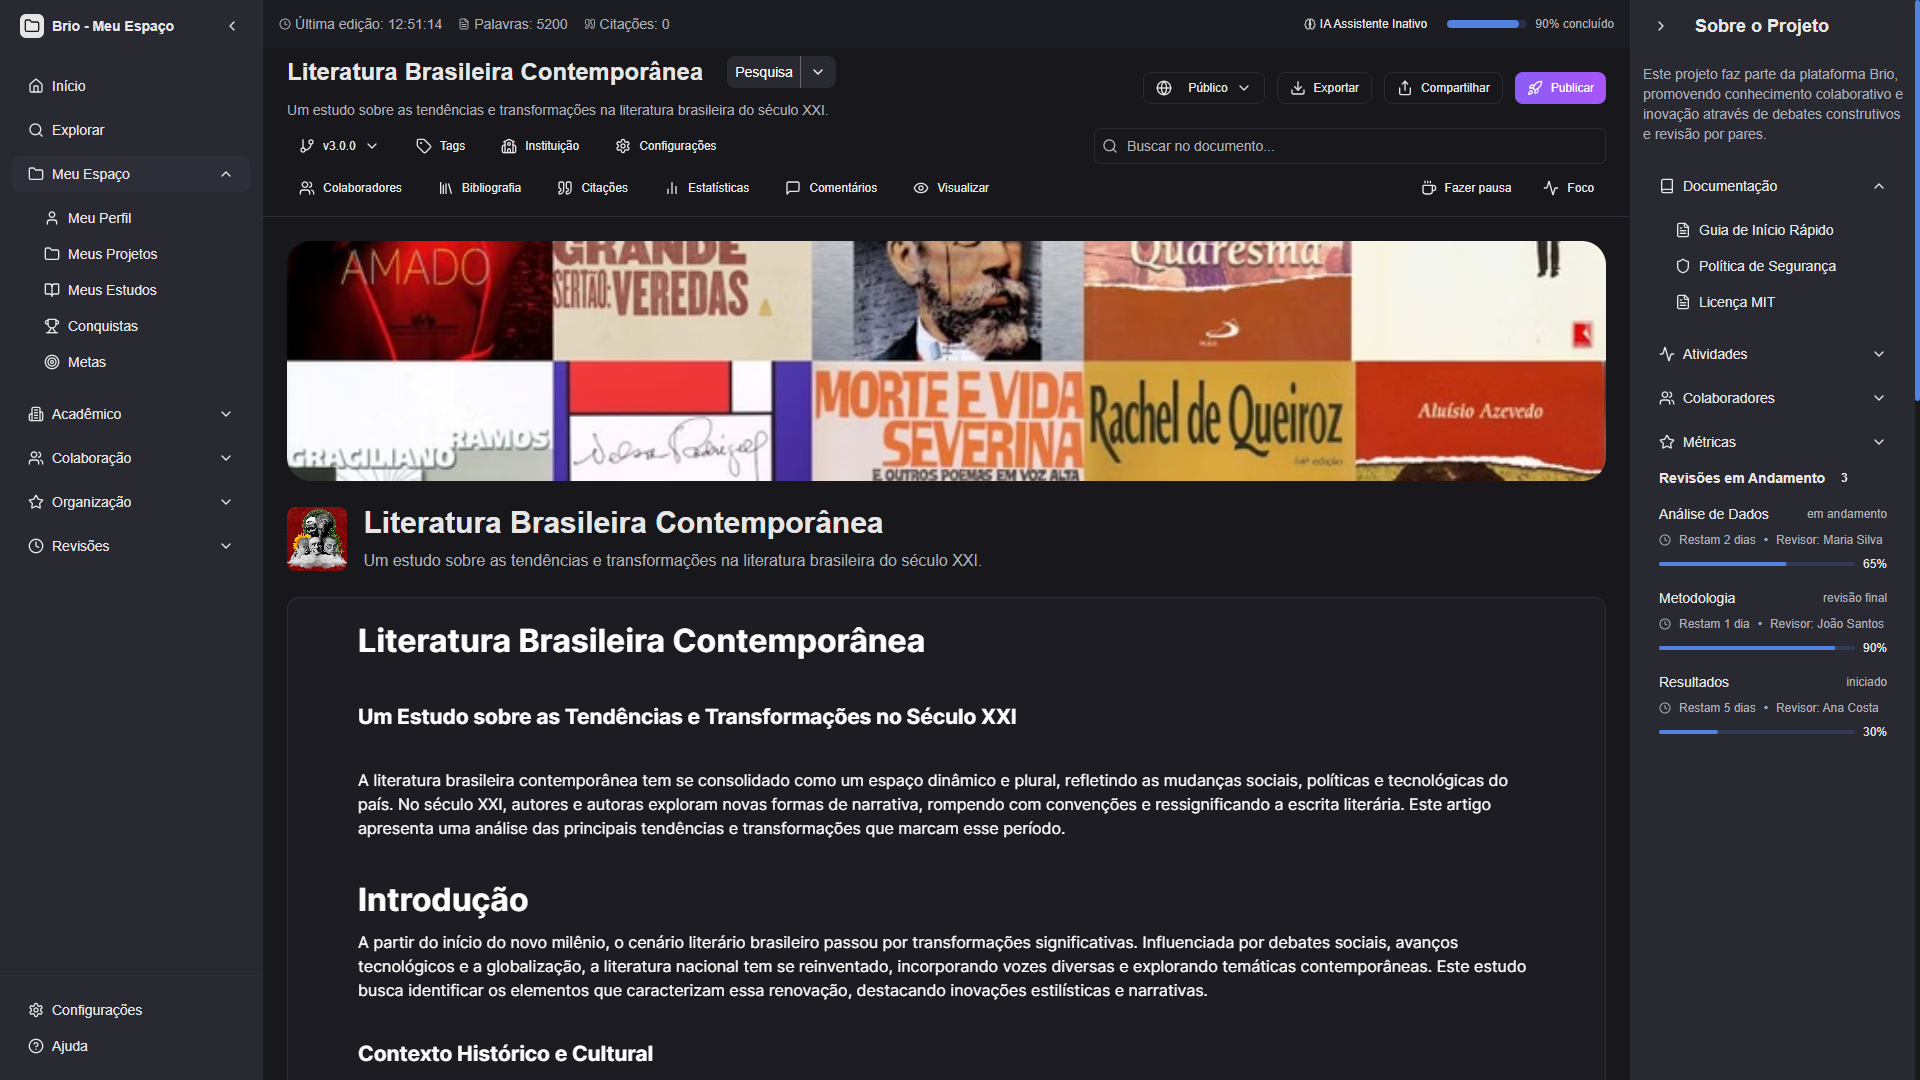 Brio - Meu Espaço
Início
Explorar
Meu Espaço
Meu Perfil
Meus Projetos
Meus Estudos
Conquistas
Metas
Acadêmico
Colaboração
Organização
Revisões
Configurações
Ajuda
Última edição: 12:51:14
Palavras: 5200
Citações: 0
IA Assistente Inativo
90% concluído
Literatura Brasileira Contemporânea
Pesquisa
Um estudo sobre as tendências e transformações na literatura brasileira do século XXI.
Público
Exportar
Compartilhar
Publicar
v3.0.0
Tags
Instituição
Configurações
Buscar no documento...
Colaboradores
Bibliografia
Citações
Estatísticas
Comentários
Visualizar
Fazer pausa
Foco
AMADO
GRANDE
SERTÃO: VEREDAS
Quaresma
GRACILIANO RAMOS
MORTE E VIDA
SEVERINA
E OUTROS POEMAS EM VOZ ALTA
Rachel de Queiroz
Aluísio Azevedo
Literatura Brasileira Contemporânea
Um estudo sobre as tendências e transformações na literatura brasileira do século XXI.
Literatura Brasileira Contemporânea
Um Estudo sobre as Tendências e Transformações no Século XXI
A literatura brasileira contemporânea tem se consolidado como um espaço dinâmico e plural, refletindo as mudanças sociais, políticas e tecnológicas do
país. No século XXI, autores e autoras exploram novas formas de narrativa, rompendo com convenções e ressignificando a escrita literária. Este artigo
apresenta uma análise das principais tendências e transformações que marcam esse período.
Introdução
A partir do início do novo milênio, o cenário literário brasileiro passou por transformações significativas. Influenciada por debates sociais, avanços
tecnológicos e a globalização, a literatura nacional tem se reinventado, incorporando vozes diversas e explorando temáticas contemporâneas. Este estudo
busca identificar os elementos que caracterizam essa renovação, destacando inovações estilísticas e narrativas.
Contexto Histórico e Cultural
Sobre o Projeto
Este projeto faz parte da plataforma Brio,
promovendo conhecimento colaborativo e
inovação através de debates construtivos
e revisão por pares.
Documentação
Guia de Início Rápido
Política de Segurança
Licença MIT
Atividades
Colaboradores
Métricas
Revisões em Andamento 3
Análise de Dados em andamento
Restam 2 dias • Revisor: Maria Silva
65%
Metodologia revisão final
Restam 1 dia • Revisor: João Santos
90%
Resultados iniciado
Restam 5 dias • Revisor: Ana Costa
30%